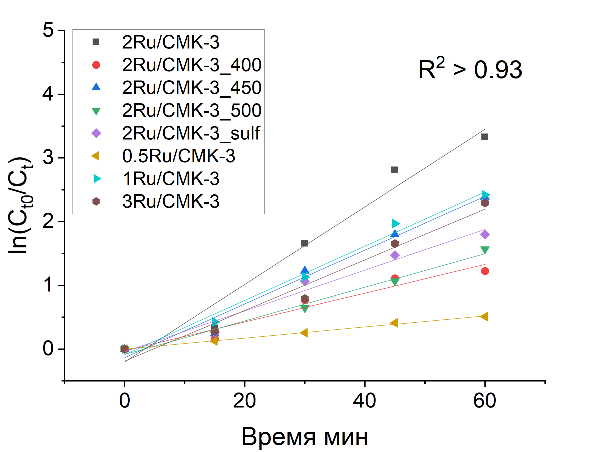 5
4
3
2
1
0
ln(Ct0/Ct)
2Ru/CMK-3
2Ru/CMK-3_400
2Ru/CMK-3_450
2Ru/CMK-3_500
2Ru/CMK-3_sulf
0.5Ru/CMK-3
1Ru/CMK-3
3Ru/CMK-3
R² > 0.93
0 20 40 60
Время мин